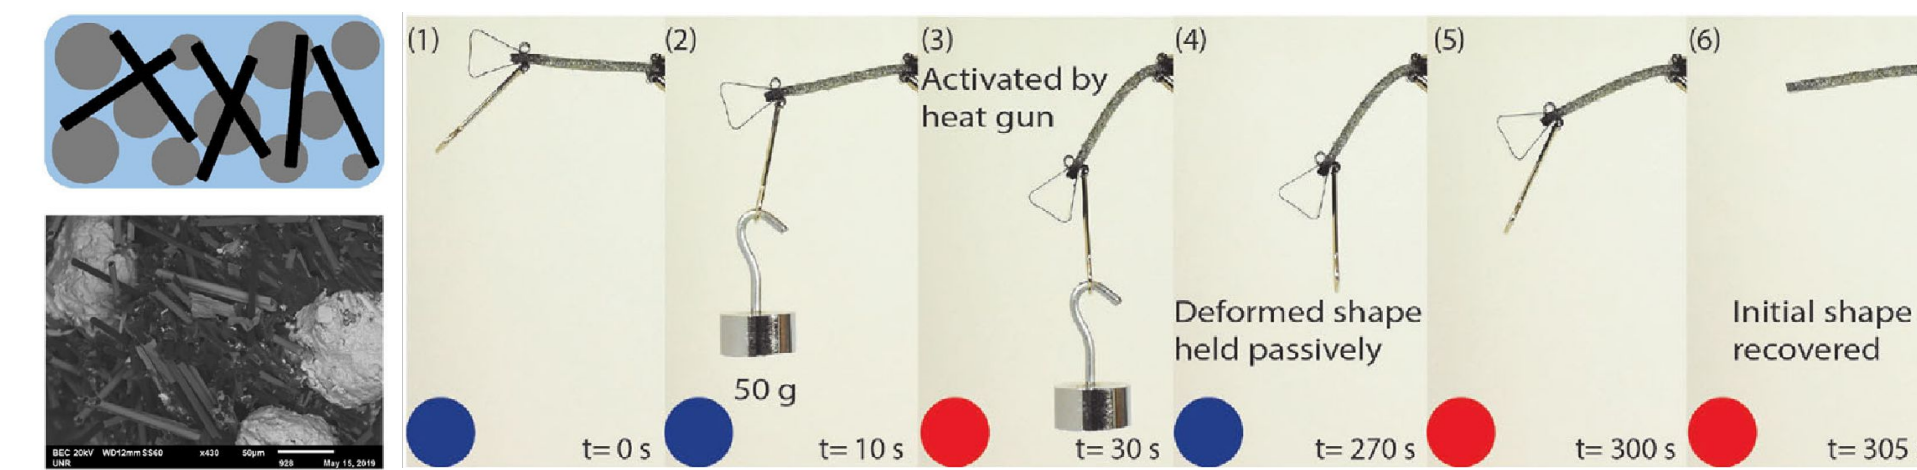 (1)
(2)
(3)
(4)
(5)
(6)
Activated by
heat gun
50 g
Deformed shape
held passively
Initial shape
recovered
t= 0 s
t= 10 s
t= 30 s
t= 270 s
t= 300 s
t= 305
BEC 20kV WD12mm SS60 x430 50µm
UNR 928 May 15, 2019